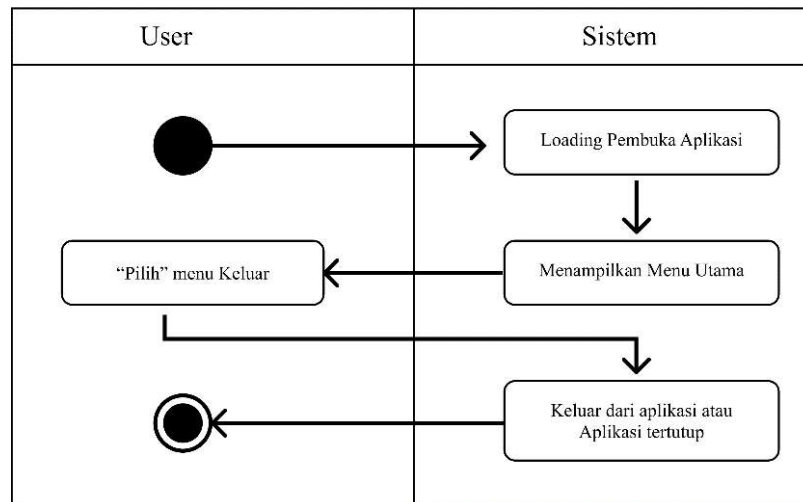 User
Sistem
Loading Pembuka Aplikasi
“Pilih” menu Keluar
Menampilkan Menu Utama
Keluar dari aplikasi atau
Aplikasi tertutup